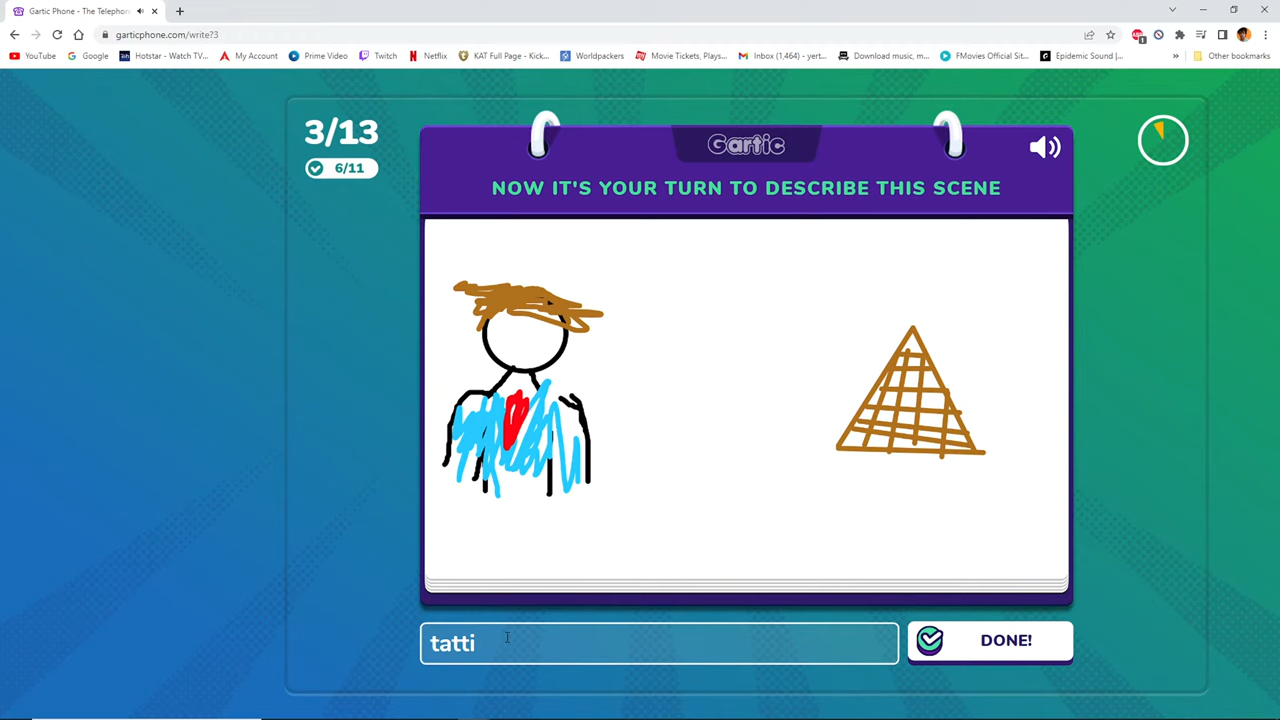 Gartic Phone - The Telephon
garticphone.com/write?3
YouTube
Google
Hotstar - Watch TV...
My Account
Prime Video
Twitch
Netflix
KAT Full Page - Kick...
Worldpackers
Movie Tickets, Plays...
Inbox (1,464) - yert...
Download music, m...
FMovies Official Sit...
Epidemic Sound |...
»
Other bookmarks
3/13
6/11
Gartic
NOW IT'S YOUR TURN TO DESCRIBE THIS SCENE
tatti
DONE!